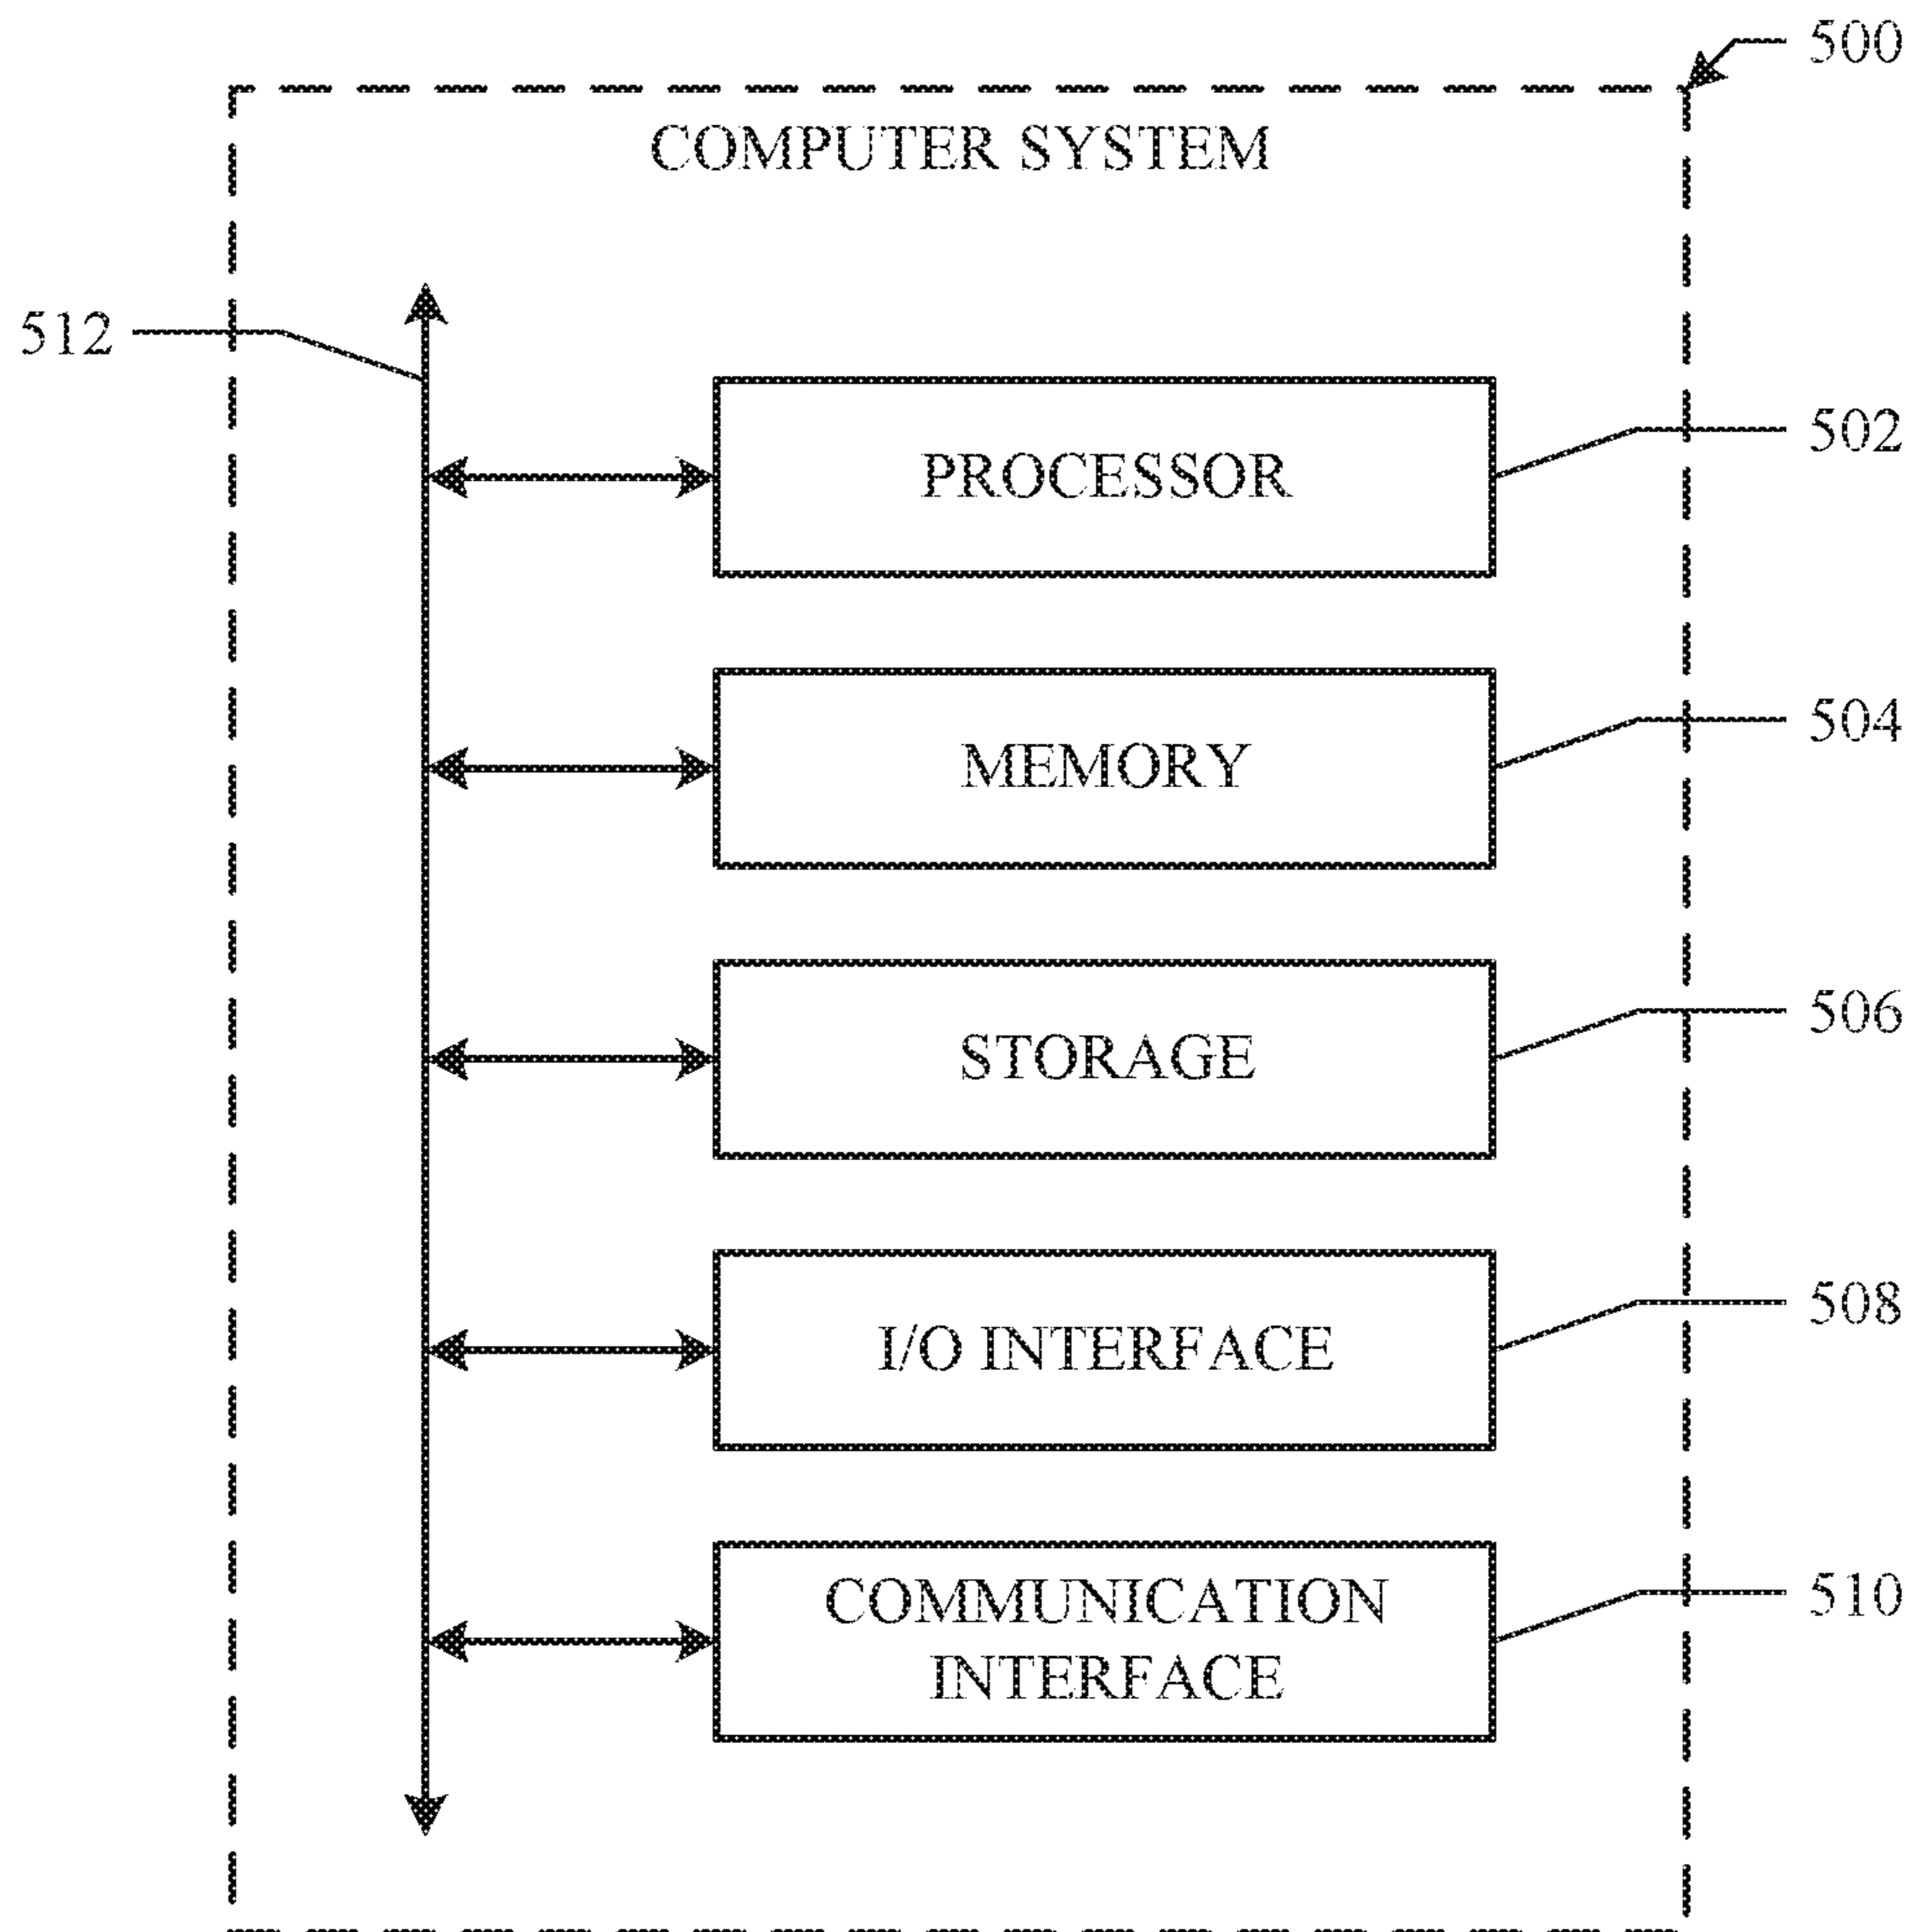 500
COMPUTER SYSTEM
512
PROCESSOR
502
MEMORY
504
STORAGE
506
I/O INTERFACE
508
COMMUNICATION
INTERFACE
510